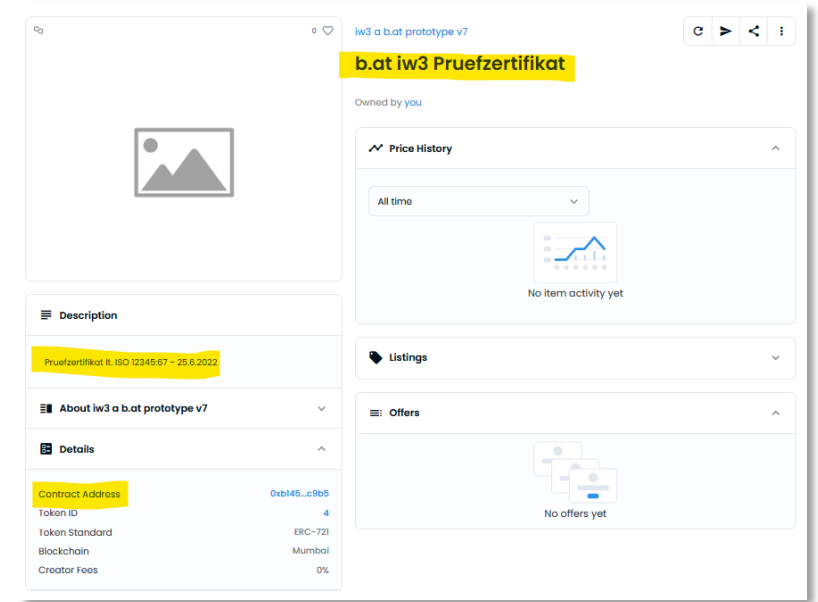 0
iw3 a b.at prototype v7
b.at iw3 Pruefzertifikat
Owned by you
Price History
All time
No item activity yet
Listings
Offers
No offers yet
Description
Pruefzertifikat lt. ISO 12345:67 - 25.6.2022
About iw3 a b.at prototype v7
Details
Contract Address 0xb145...c9b5
Token ID 4
Token Standard ERC-721
Blockchain Mumbai
Creator Fees 0%